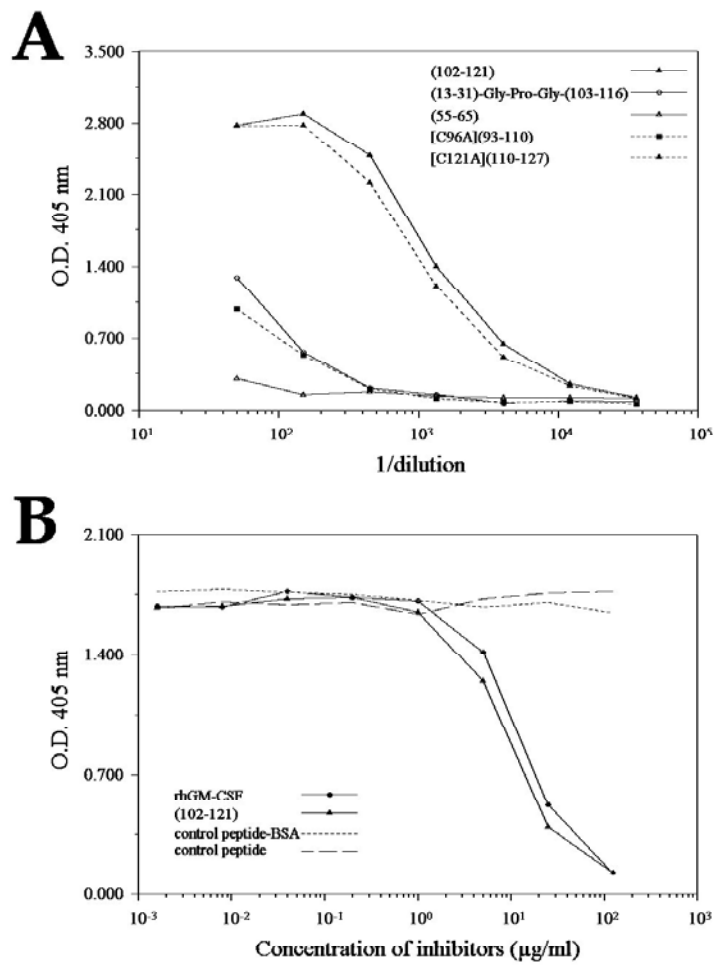 A
3.500
2.800
2.100
1.400
0.700
0.000
O.D. 405 nm
(102-121)
(13-31)-Gly-Pro-Gly-(103-116)
(55-65)
[C96A](93-110)
[C121A](110-127)
10¹ 10² 10³ 10⁴ 10⁵
1/dilution
B
2.100
1.400
0.700
0.000
O.D. 405 nm
rhGM-CSF
(102-121)
control peptide-BSA
control peptide
10⁻³ 10⁻² 10⁻¹ 10⁰ 10¹ 10² 10³
Concentration of inhibitors (µg/ml)